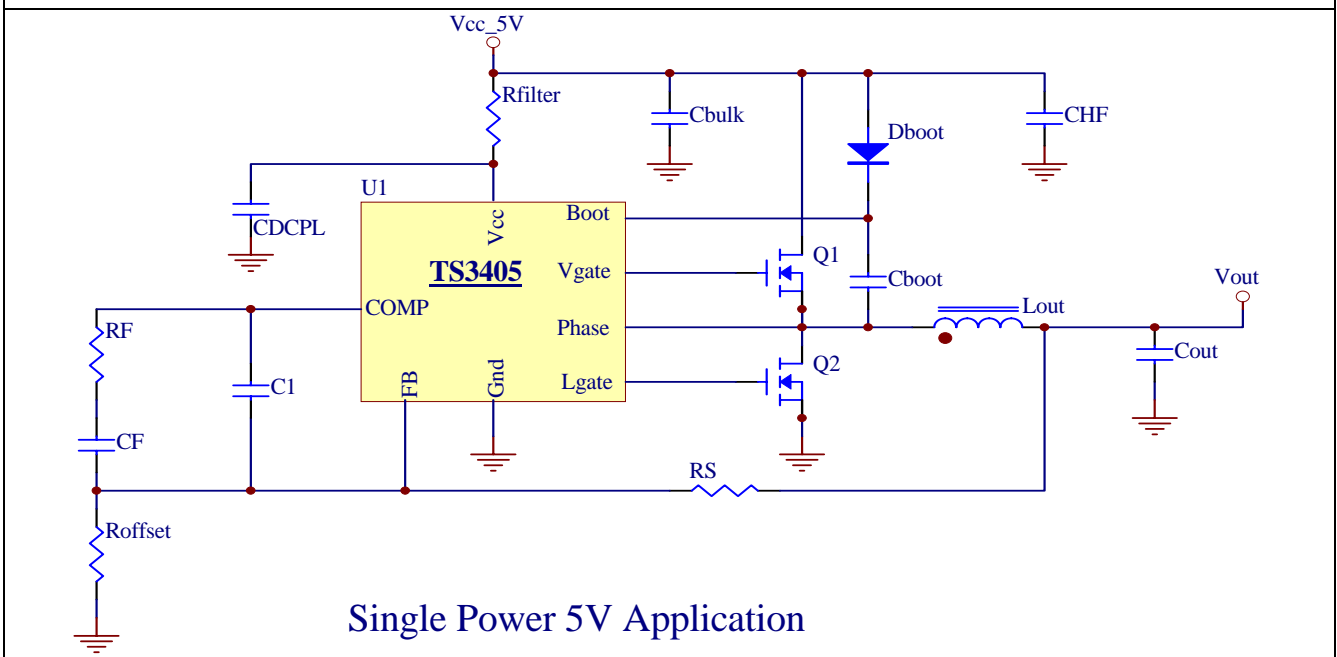 Vcc_5V
Rfilter
Cbulk
CHF
Dboot
U1
CDCPL
Vcc
Boot
TS3405
Vgate
Q1
Cboot
Vout
COMP
Phase
Lout
RF
Cout
C1
FB
Gnd
Lgate
Q2
CF
RS
Roffset
Single Power 5V Application